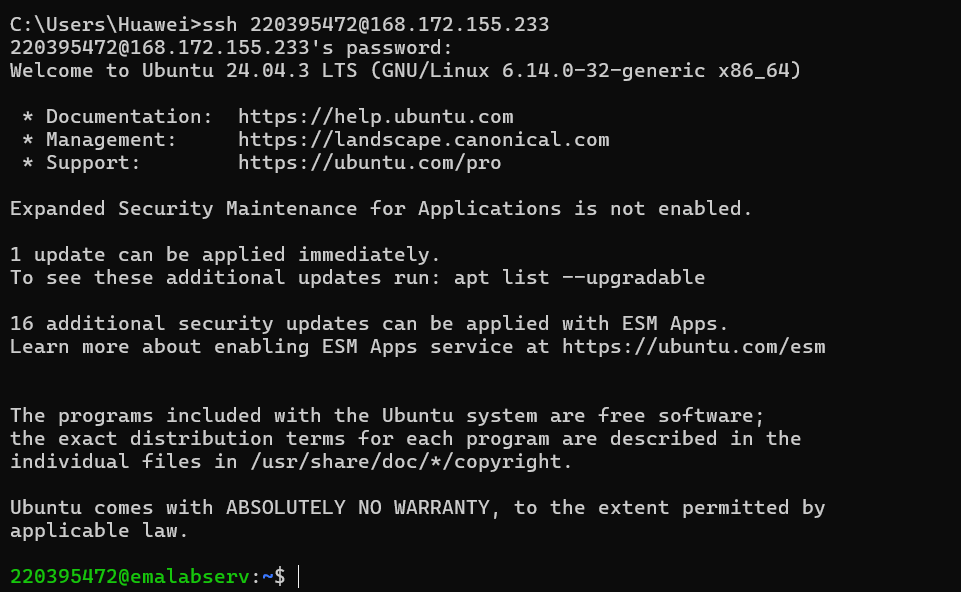 C:\Users\Huawei>ssh 220395472@168.172.155.233
220395472@168.172.155.233's password:
Welcome to Ubuntu 24.04.3 LTS (GNU/Linux 6.14.0-32-generic x86_64)
* Documentation:  https://help.ubuntu.com
* Management:     https://landscape.canonical.com
* Support:        https://ubuntu.com/pro
Expanded Security Maintenance for Applications is not enabled.
1 update can be applied immediately.
To see these additional updates run: apt list --upgradable
16 additional security updates can be applied with ESM Apps.
Learn more about enabling ESM Apps service at https://ubuntu.com/esm
The programs included with the Ubuntu system are free software;
the exact distribution terms for each program are described in the
individual files in /usr/share/doc/*/copyright.
Ubuntu comes with ABSOLUTELY NO WARRANTY, to the extent permitted by
applicable law.
220395472@emalabserv:~$